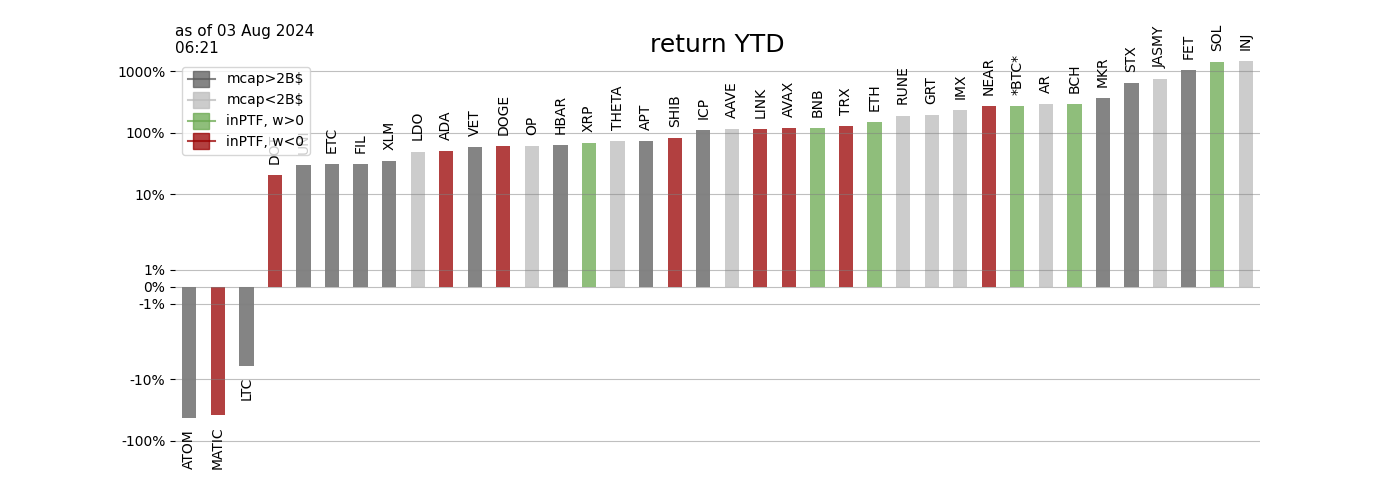 as of 03 Aug 2024
06:21
return YTD
mcap>2B$
mcap<2B$
inPTF, w>0
inPTF, w<0
1000%
100%
10%
1%
0%
-1%
-10%
-100%
ATOM
MATIC
LTC
ETC
FIL
XLM
LDO
ADA
VET
DOGE
OP
HBAR
XRP
THETA
APT
SHIB
ICP
AAVE
LINK
AVAX
BNB
TRX
ETH
RUNE
GRT
IMX
NEAR
*BTC*
AR
BCH
MKR
STX
JASMY
FET
SOL
INJ